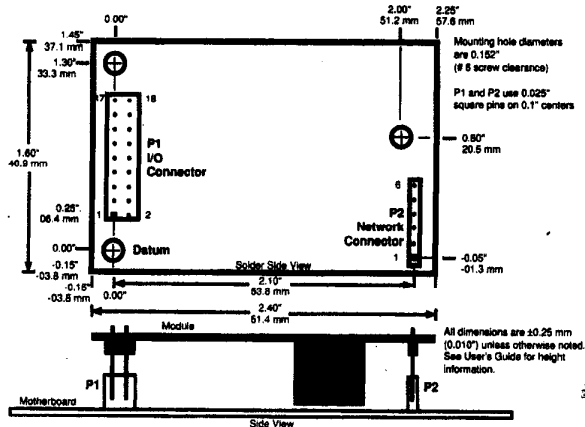 0.00"
2.00"
51.2 mm
2.25"
57.6 mm
1.45"
37.1 mm
1.30"
33.3 mm
Mounting hole diameters
are 0.152"
(# 6 screw clearance)
P1 and P2 use 0.025"
square pins on 0.1" centers
17
18
P1
I/O
Connector
0.80"
20.5 mm
1.60"
40.9 mm
6
P2
Network
Connector
0.25"
06.4 mm
1
2
1
0.00"
Datum
-0.05"
-01.3 mm
-0.15"
-03.8 mm
Solder Side View
-0.15"
-03.8 mm
0.00"
2.10"
53.8 mm
2.40"
61.4 mm
Module
All dimensions are ±0.25 mm
(0.010") unless otherwise noted.
See User's Guide for height
information.
P1
P2
Motherboard
Side View